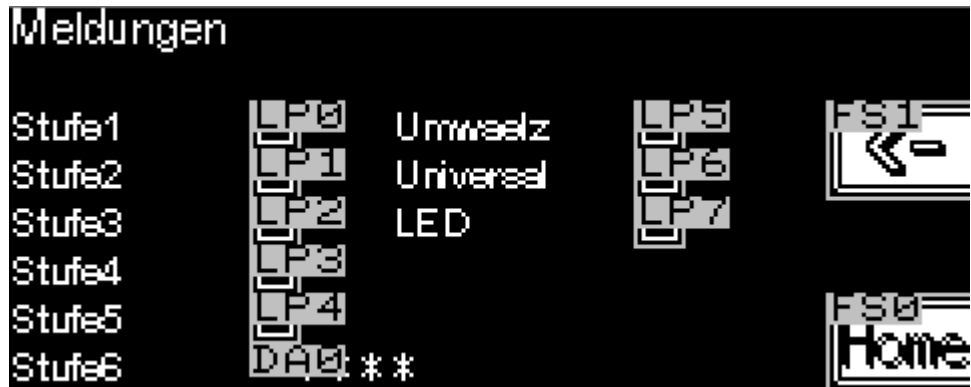 Meldungen
Stufe1 LP0 Umwaelz LP5 FS1
<-
Stufe2 LP1 Universal LP6
Stufe3 LP2 LED LP7
Stufe4 LP3
Stufe5 LP4 FS0
Home
Stufe6 DA0 ***